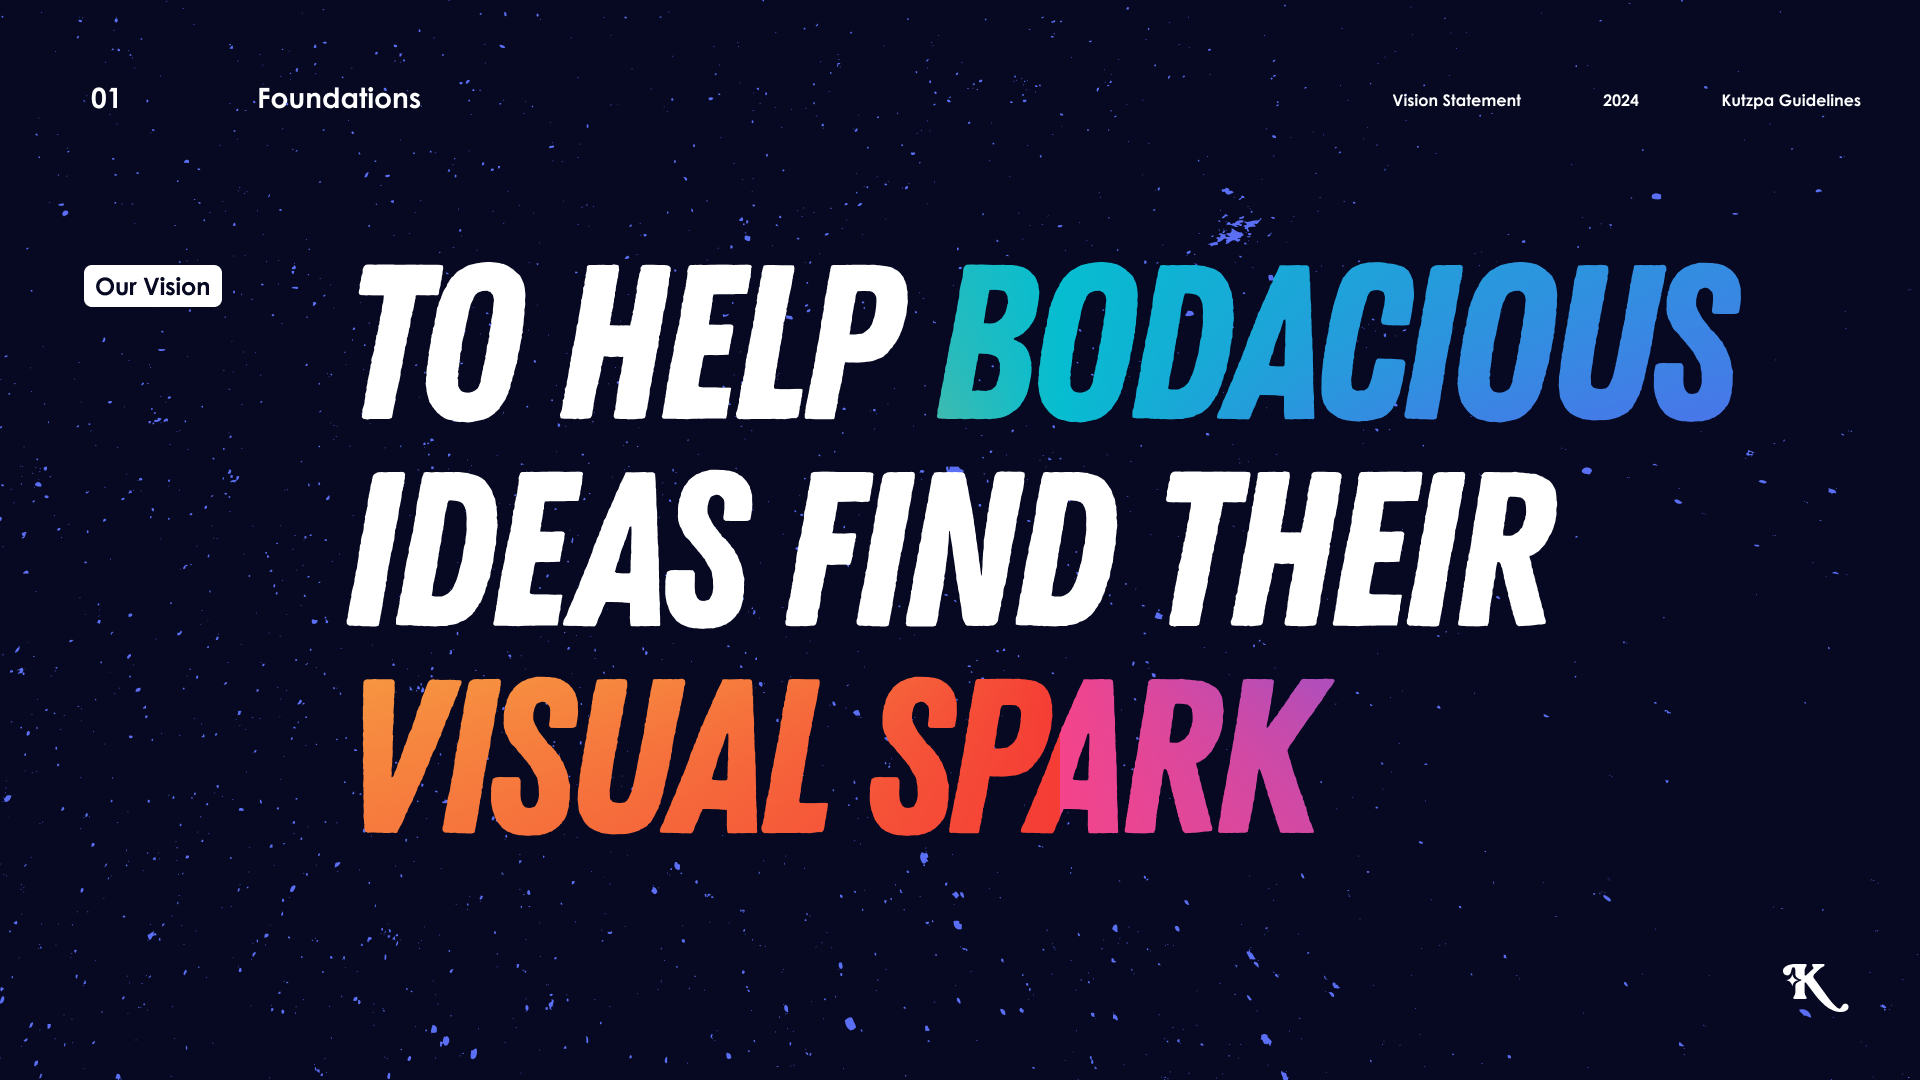 01
Foundations
Vision Statement
2024
Kutzpa Guidelines
Our Vision
TO HELP BODACIOUS
IDEAS FIND THEIR
VISUAL SPARK
K